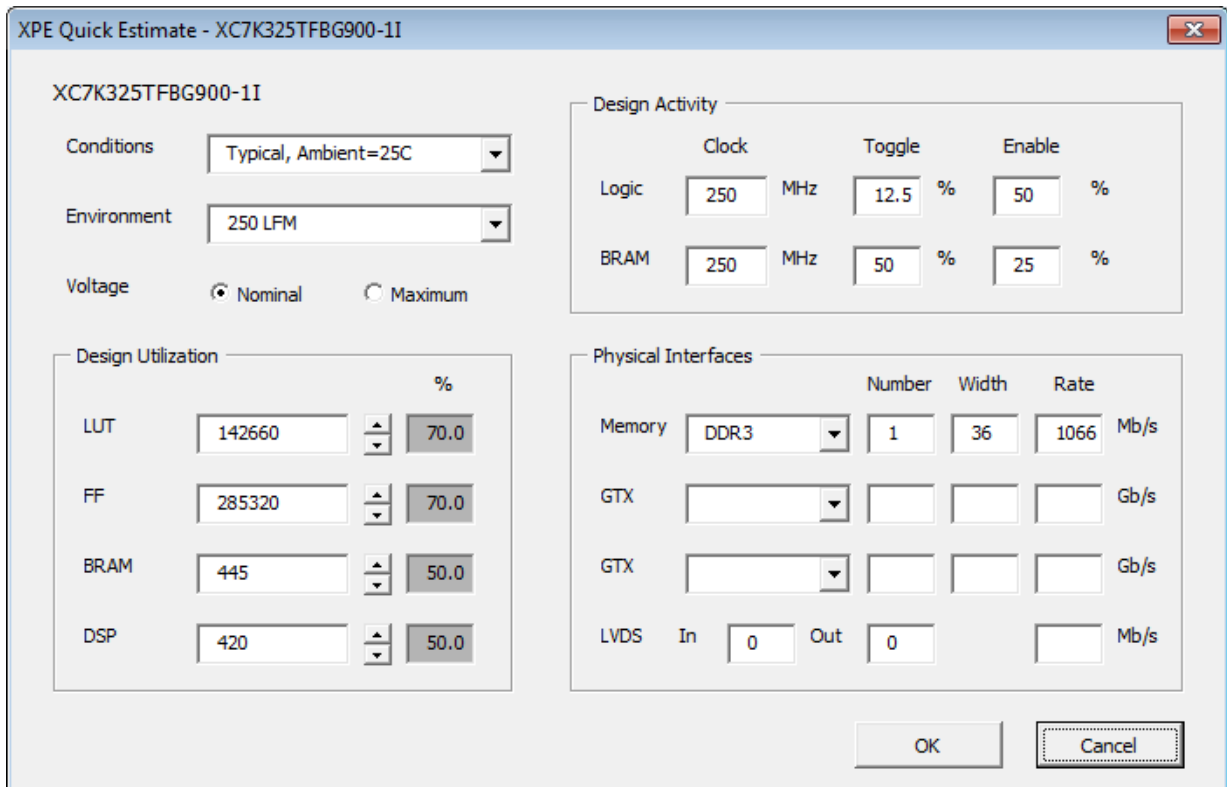 XPE Quick Estimate - XC7K325TFBG900-1I
XC7K325TFBG900-1I
Conditions Typical, Ambient=25C
Environment 250 LFM
Voltage Nominal Maximum
Design Activity
Clock Toggle Enable
Logic 250 MHz 12.5 % 50 %
BRAM 250 MHz 50 % 25 %
Design Utilization
%
LUT 142660 70.0
FF 285320 70.0
BRAM 445 50.0
DSP 420 50.0
Physical Interfaces
Number Width Rate
Memory DDR3 1 36 1066 Mb/s
GTX Gb/s
GTX Gb/s
LVDS In 0 Out 0 Mb/s
OK Cancel